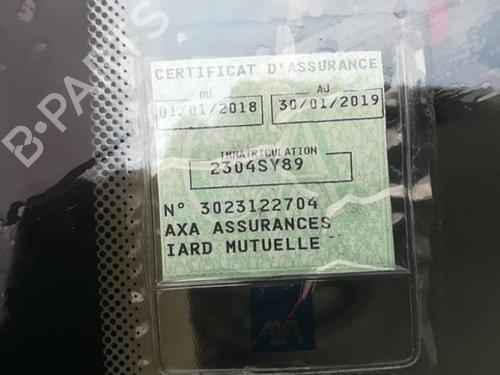 CERTIFICAT D'ASSURANCE
DU
AU
01/01/2018
30/01/2019
IMMATRICULATION
2304SY89
N° 3023122704
AXA ASSURANCES
IARD MUTUELLE
AXA
B-PARTS